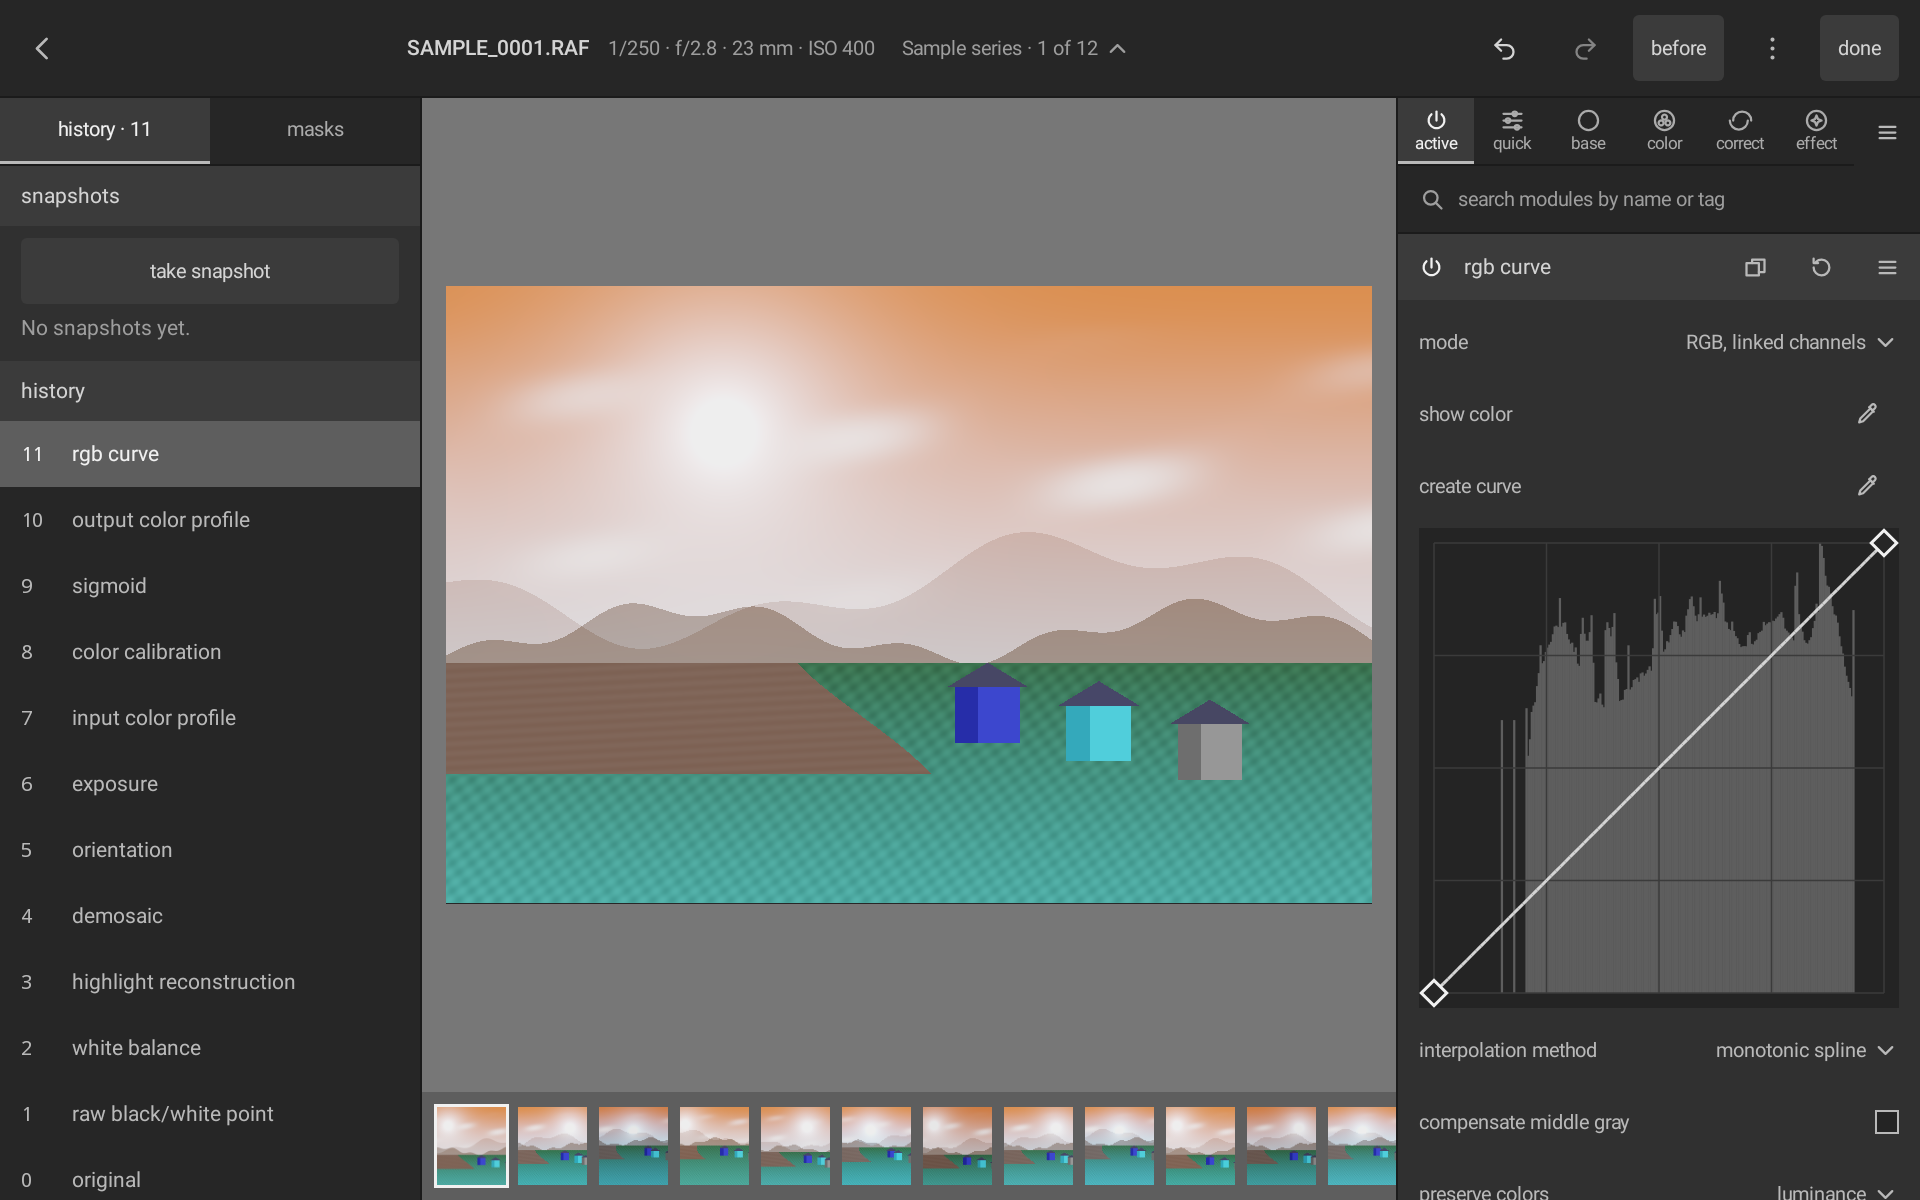 SAMPLE_0001.RAF 1/250 · f/2.8 · 23 mm · ISO 400 Sample series · 1 of 12
before
done
history · 11
masks
snapshots
take snapshot
No snapshots yet.
history
11 rgb curve
10 output color profile
9 sigmoid
8 color calibration
7 input color profile
6 exposure
5 orientation
4 demosaic
3 highlight reconstruction
2 white balance
1 raw black/white point
0 original
active quick base color correct effect
search modules by name or tag
rgb curve
mode RGB, linked channels
show color
create curve
interpolation method monotonic spline
compensate middle gray
preserve colors luminance